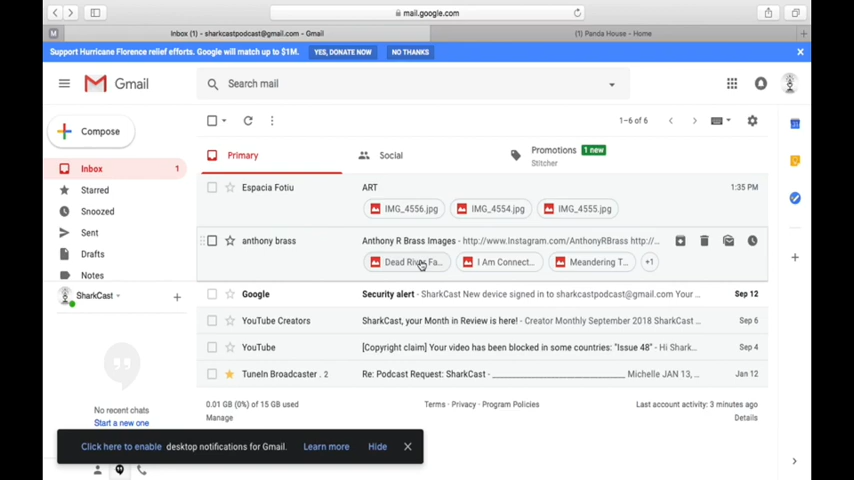 mail.google.com
Inbox (1) - sharkcastpodcast@gmail.com - Gmail
(1) Panda House - Home
Support Hurricane Florence relief efforts. Google will match up to $1M.
YES, DONATE NOW
NO THANKS
Gmail
Search mail
Compose
1–6 of 6
Primary
Social
Promotions
1 new
Stitcher
Inbox
1
Starred
Snoozed
Sent
Drafts
Notes
SharkCast
No recent chats
Start a new one
Espacia Fotiu
ART
1:35 PM
IMG_4556.jpg
IMG_4554.jpg
IMG_4555.jpg
anthony brass
Anthony R Brass Images - http://www.Instagram.com/AnthonyRBrass http://...
Dead River Fa...
I Am Connect...
Meandering T...
+1
Google
Security alert - SharkCast New device signed in to sharkcastpodcast@gmail.com Your ...
Sep 12
YouTube Creators
SharkCast, your Month in Review is here! - Creator Monthly September 2018 SharkCast ...
Sep 6
YouTube
[Copyright claim] Your video has been blocked in some countries: "Issue 48" - Hi Shark...
Sep 4
TuneIn Broadcaster . 2
Re: Podcast Request: SharkCast - ____________________________ Michelle JAN 13, ...
Jan 12
0.01 GB (0%) of 15 GB used
Manage
Terms · Privacy · Program Policies
Last account activity: 3 minutes ago
Details
Click here to enable desktop notifications for Gmail. Learn more Hide